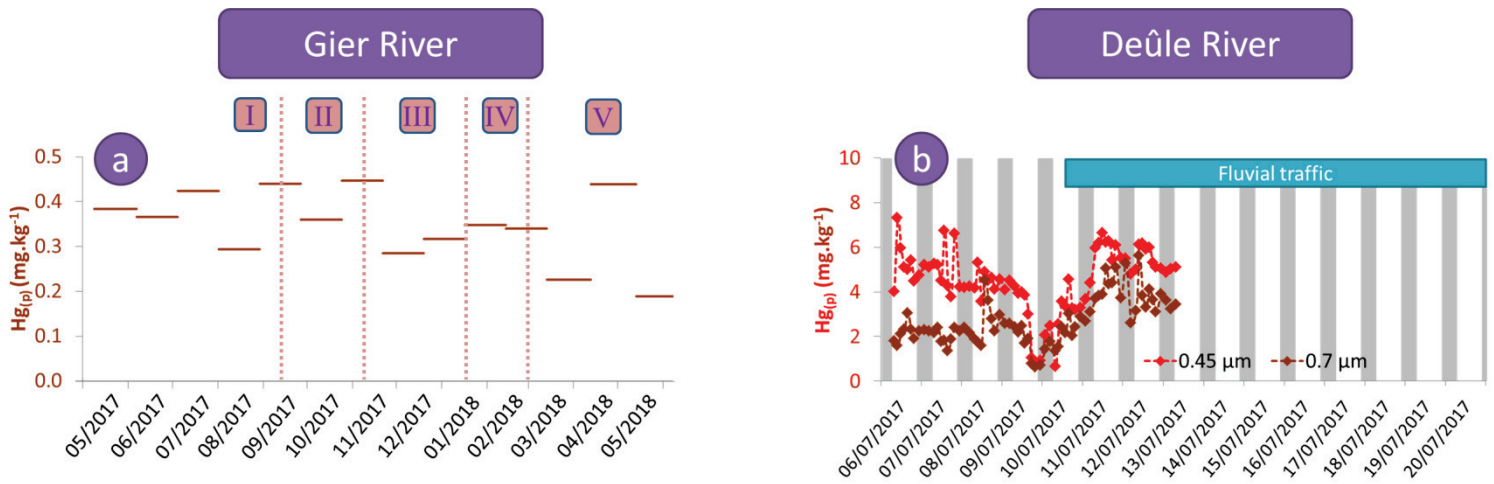 Gier River
Deûle River
I
II
III
IV
V
a
0.5
0.4
0.3
0.2
0.1
0.0
Hg(p) (mg.kg-1)
05/2017
06/2017
07/2017
08/2017
09/2017
10/2017
11/2017
12/2017
01/2018
02/2018
03/2018
04/2018
05/2018
b
Fluvial traffic
10
8
6
4
2
0
Hg(p) (mg.kg-1)
0.45 µm
0.7 µm
06/07/2017
07/07/2017
08/07/2017
09/07/2017
10/07/2017
11/07/2017
12/07/2017
13/07/2017
14/07/2017
15/07/2017
16/07/2017
17/07/2017
18/07/2017
19/07/2017
20/07/2017